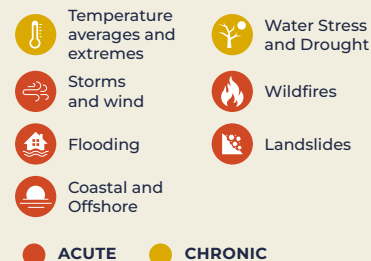 Temperature
averages and
extremes
Storms
and wind
Flooding
Coastal and
Offshore
Water Stress
and Drought
Wildfires
Landslides
ACUTE
CHRONIC